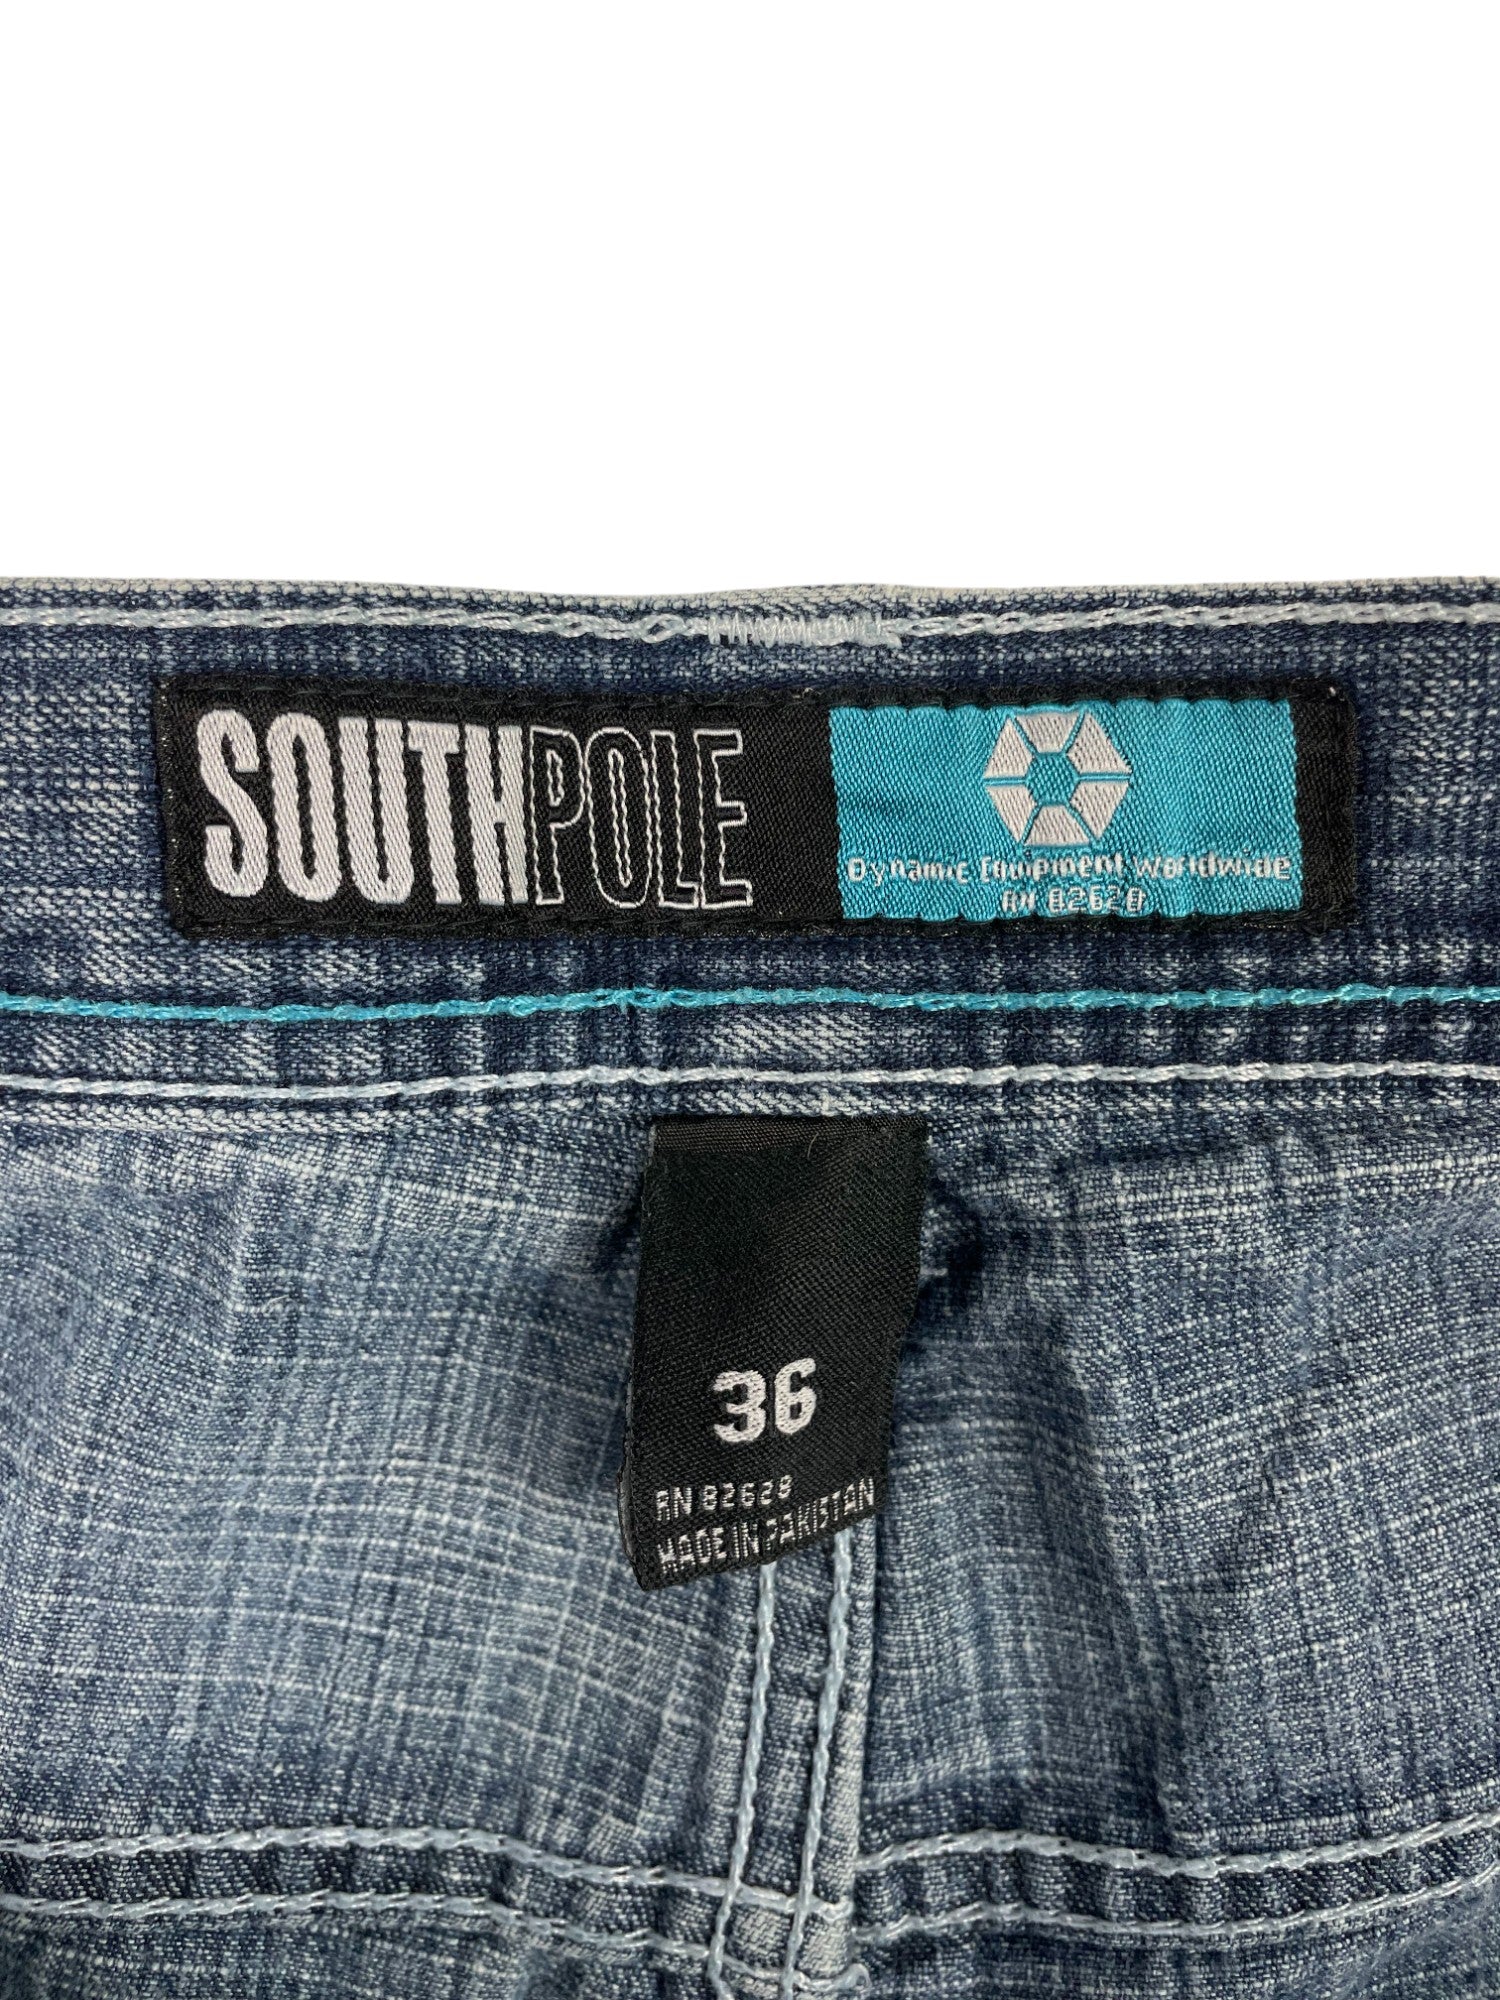 SOUTHPOLE
Dynamic Equipment Worldwide
RN 82628
36
RN 82628
MADE IN PAKISTAN